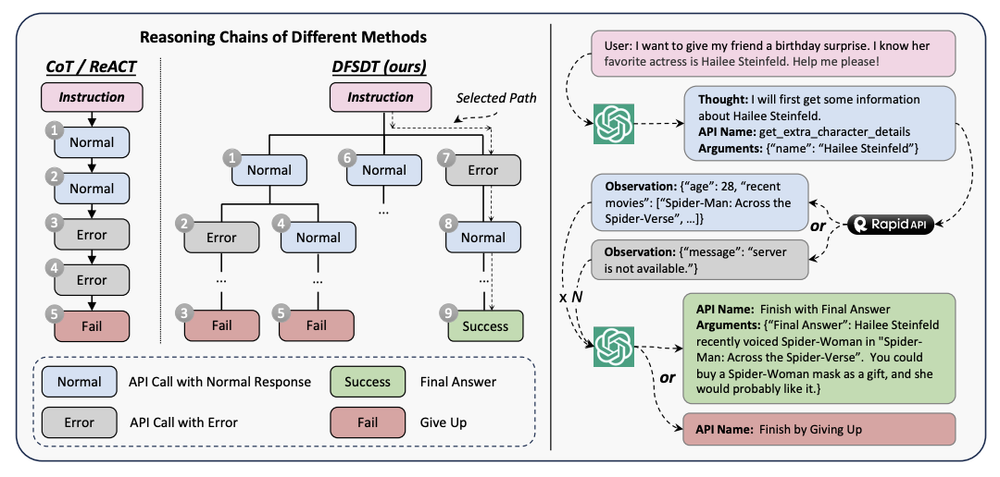 Reasoning Chains of Different Methods
CoT / ReACT
Instruction
1
Normal
2
Normal
3
Error
4
Error
5
Fail
DFSDT (ours)
Instruction
Selected Path
1
Normal
6
Normal
7
Error
...
2
Error
4
Normal
8
Normal
...
...
...
3
Fail
5
Fail
9
Success
Normal
API Call with Normal Response
Success
Final Answer
Error
API Call with Error
Fail
Give Up
User: I want to give my friend a birthday surprise. I know her
favorite actress is Hailee Steinfeld. Help me please!
Thought: I will first get some information
about Hailee Steinfeld.
API Name: get_extra_character_details
Arguments: {“name”: “Hailee Steinfeld”}
Observation: {“age”: 28, “recent
movies”: [“Spider-Man: Across the
Spider-Verse”, …]}
or
Rapid API
Observation: {“message”: “server
is not available.”}
x N
API Name: Finish with Final Answer
Arguments: {“Final Answer”: Hailee Steinfeld
recently voiced Spider-Woman in "Spider-
Man: Across the Spider-Verse”. You could
buy a Spider-Woman mask as a gift, and she
would probably like it.}
or
API Name: Finish by Giving Up